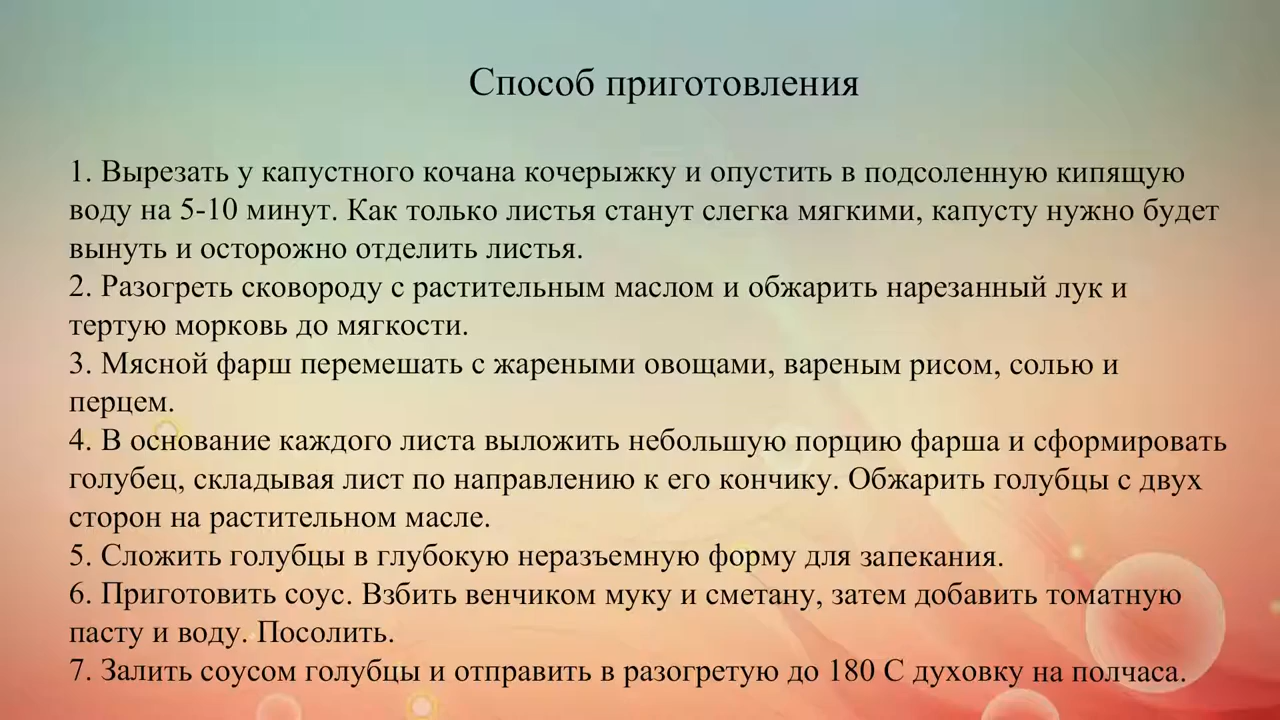 Способ приготовления
1. Вырезать у капустного кочана кочерыжку и опустить в подсоленную кипящую
воду на 5-10 минут. Как только листья станут слегка мягкими, капусту нужно будет
вынуть и осторожно отделить листья.
2. Разогреть сковороду с растительным маслом и обжарить нарезанный лук и
тертую морковь до мягкости.
3. Мясной фарш перемешать с жареными овощами, вареным рисом, солью и
перцем.
4. В основание каждого листа выложить небольшую порцию фарша и сформировать
голубец, складывая лист по направлению к его кончику. Обжарить голубцы с двух
сторон на растительном масле.
5. Сложить голубцы в глубокую неразъемную форму для запекания.
6. Приготовить соус. Взбить венчиком муку и сметану, затем добавить томатную
пасту и воду. Посолить.
7. Залить соусом голубцы и отправить в разогретую до 180 С духовку на полчаса.